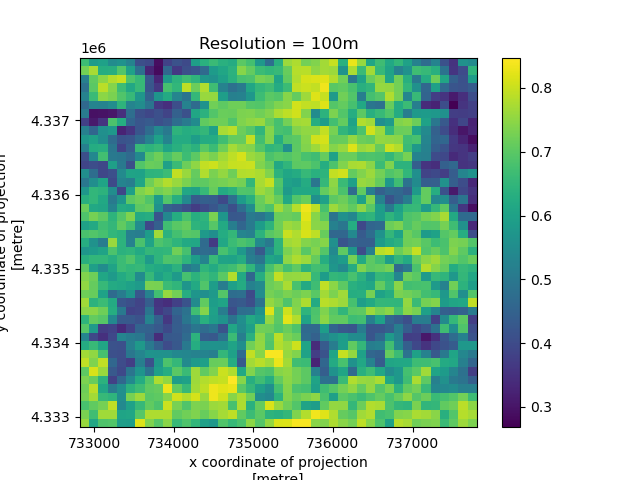 Resolution = 100m
1e6
4.337
4.336
4.335
4.334
4.333
y coordinate of projection
[metre]
733000 734000 735000 736000 737000
x coordinate of projection
[metre]
0.8
0.7
0.6
0.5
0.4
0.3